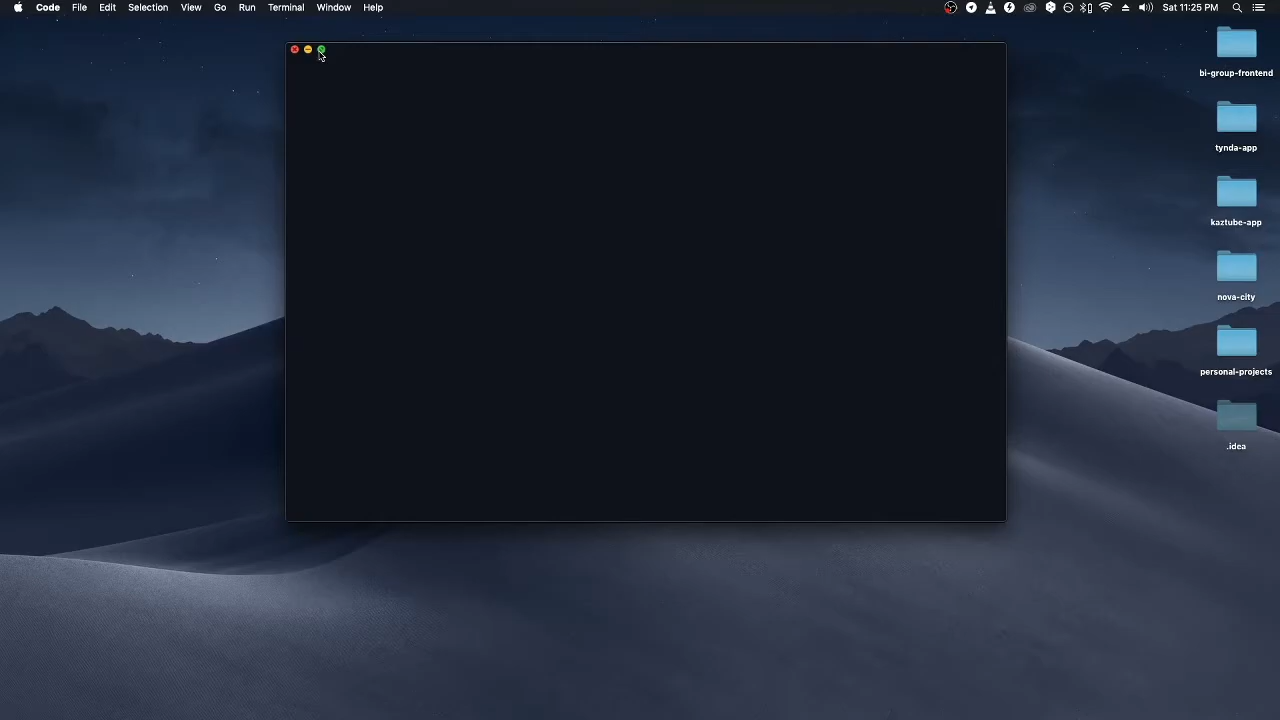 Code File Edit Selection View Go Run Terminal Window Help Sat 11:25 PM
bi-group-frontend
tynda-app
kaztube-app
nova-city
personal-projects
.idea